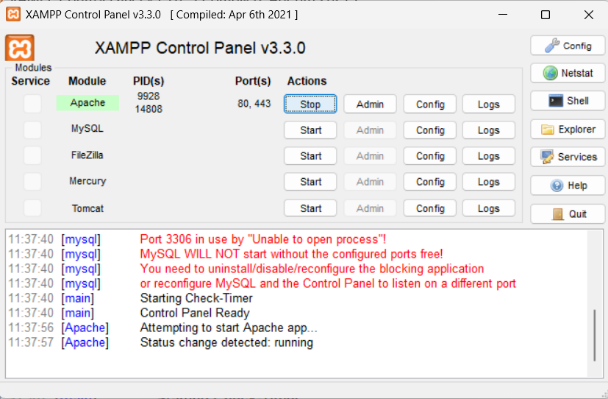 XAMPP Control Panel v3.3.0 [ Compiled: Apr 6th 2021 ]
XAMPP Control Panel v3.3.0
Config
Modules
Service Module PID(s) Port(s) Actions
Netstat
Apache 9928 14808 80, 443 Stop Admin Config Logs
Shell
MySQL Start Admin Config Logs
Explorer
FileZilla Start Admin Config Logs
Services
Mercury Start Admin Config Logs
Help
Tomcat Start Admin Config Logs
Quit
11:37:40 [mysql] Port 3306 in use by "Unable to open process"!
11:37:40 [mysql] MySQL WILL NOT start without the configured ports free!
11:37:40 [mysql] You need to uninstall/disable/reconfigure the blocking application
11:37:40 [mysql] or reconfigure MySQL and the Control Panel to listen on a different port
11:37:40 [main] Starting Check-Timer
11:37:40 [main] Control Panel Ready
11:37:56 [Apache] Attempting to start Apache app...
11:37:57 [Apache] Status change detected: running